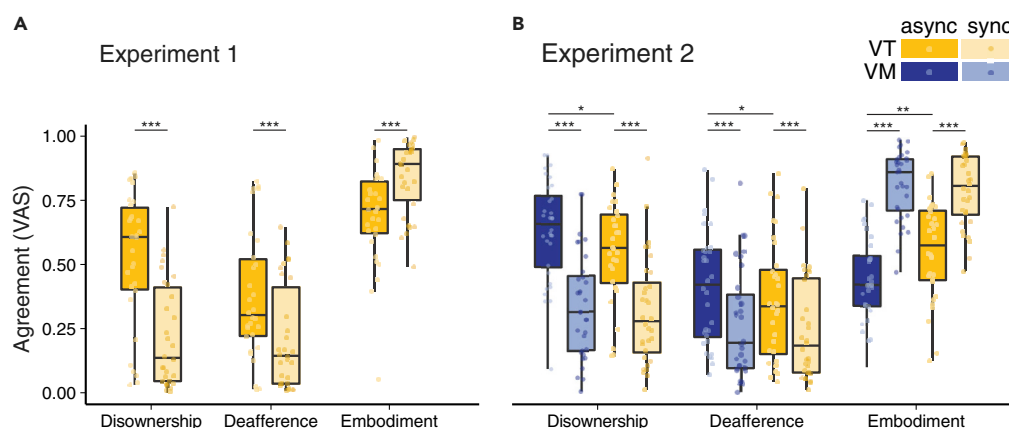 A
Experiment 1
B
Experiment 2
async sync
VT
VM
Agreement (VAS)
1.00
0.75
0.50
0.25
0.00
***
***
***
Disownership
Deafference
Embodiment
*
***
***
*
***
***
**
***
***
Disownership
Deafference
Embodiment